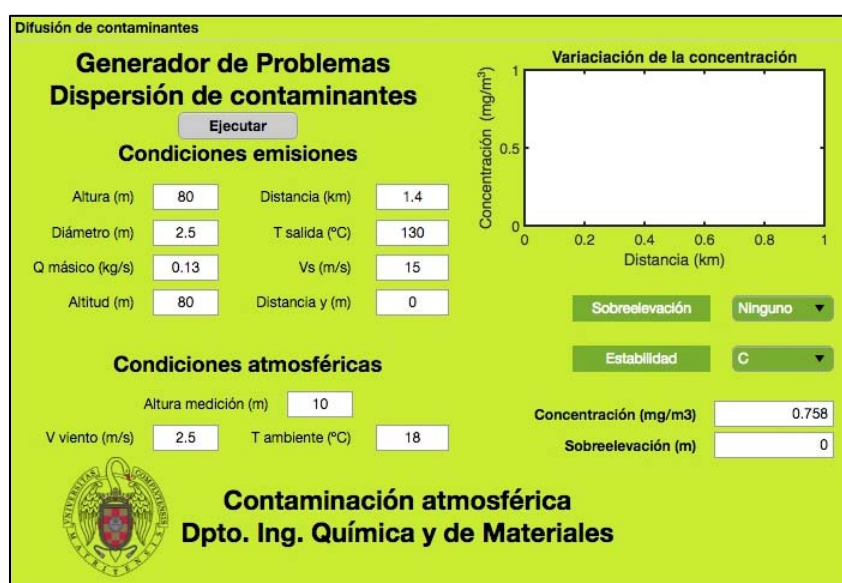 Difusión de contaminantes
Generador de Problemas
Dispersión de contaminantes
Ejecutar
Condiciones emisiones
Altura (m) 80 Distancia (km) 1.4
Diámetro (m) 2.5 T salida (ºC) 130
Q másico (kg/s) 0.13 Vs (m/s) 15
Altitud (m) 80 Distancia y (m) 0
Condiciones atmosféricas
Altura medición (m) 10
V viento (m/s) 2.5 T ambiente (ºC) 18
Variaciación de la concentración
Concentración (mg/m³)
1
0.5
0
0 0.2 0.4 0.6 0.8 1
Distancia (km)
Sobreelevación Ninguno
Estabilidad C
Concentración (mg/m3) 0.758
Sobreelevación (m) 0
Contaminación atmosférica
Dpto. Ing. Química y de Materiales